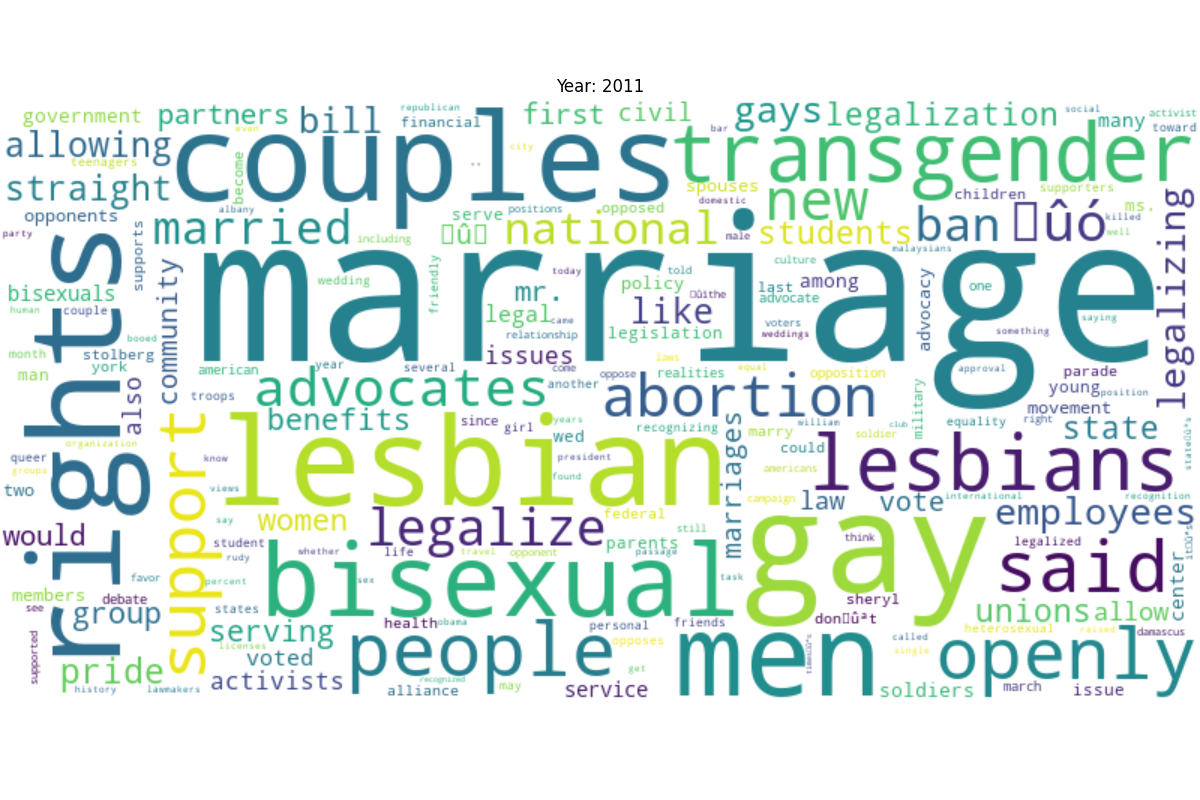 Year: 2011
government
partners
bill
republican
financial
first
civil
gays
legalization
social
many
activist
toward
allowing
teenagers
even
become
couples
..
city
bar
transgender
straight
spouses
domestic
new
children
supporters
ms.
legalizing
opponents
party
supports
albany
married
including
serve
positions
opposed
national
male
students
ban
killed
well
malaysians
rights
community
bisexuals
human
couple
wedding
friendly
marriage
today
told
culture
policy
last
among
advocate
mr.
legal
came
like
legislation
relationship
voters
weddings
advocacy
one
something
saying
booed
month
stolberg
york
man
also
american
troops
year
several
issues
come
another
oppose
laws
equal
realities
opposition
approval
parade
young
position
movement
advocates
abortion
military
benefits
since
girl
years
wed
recognizing
marriages
marry
william
could
soldier
club
equality
right
state
organization
queer
groups
two
support
know
views
lesbian
president
found
americans
lesbians
campaign
law
vote
international
recognition
would
say
women
legalize
federal
still
employees
student
rudy
whether
life
travel
opponent
parents
passage
think
legalized
said
center
members
favor
see
debate
group
percent
states
bisexual
sex
task
gay
sheryl
unions
allow
serving
licenses
health
obama
personal
friends
opposes
called
single
heterosexual
raised
damascus
supported
pride
voted
activists
people
recognized
get
men
openly
history
lawmakers
alliance
may
service
soldiers
march
issue